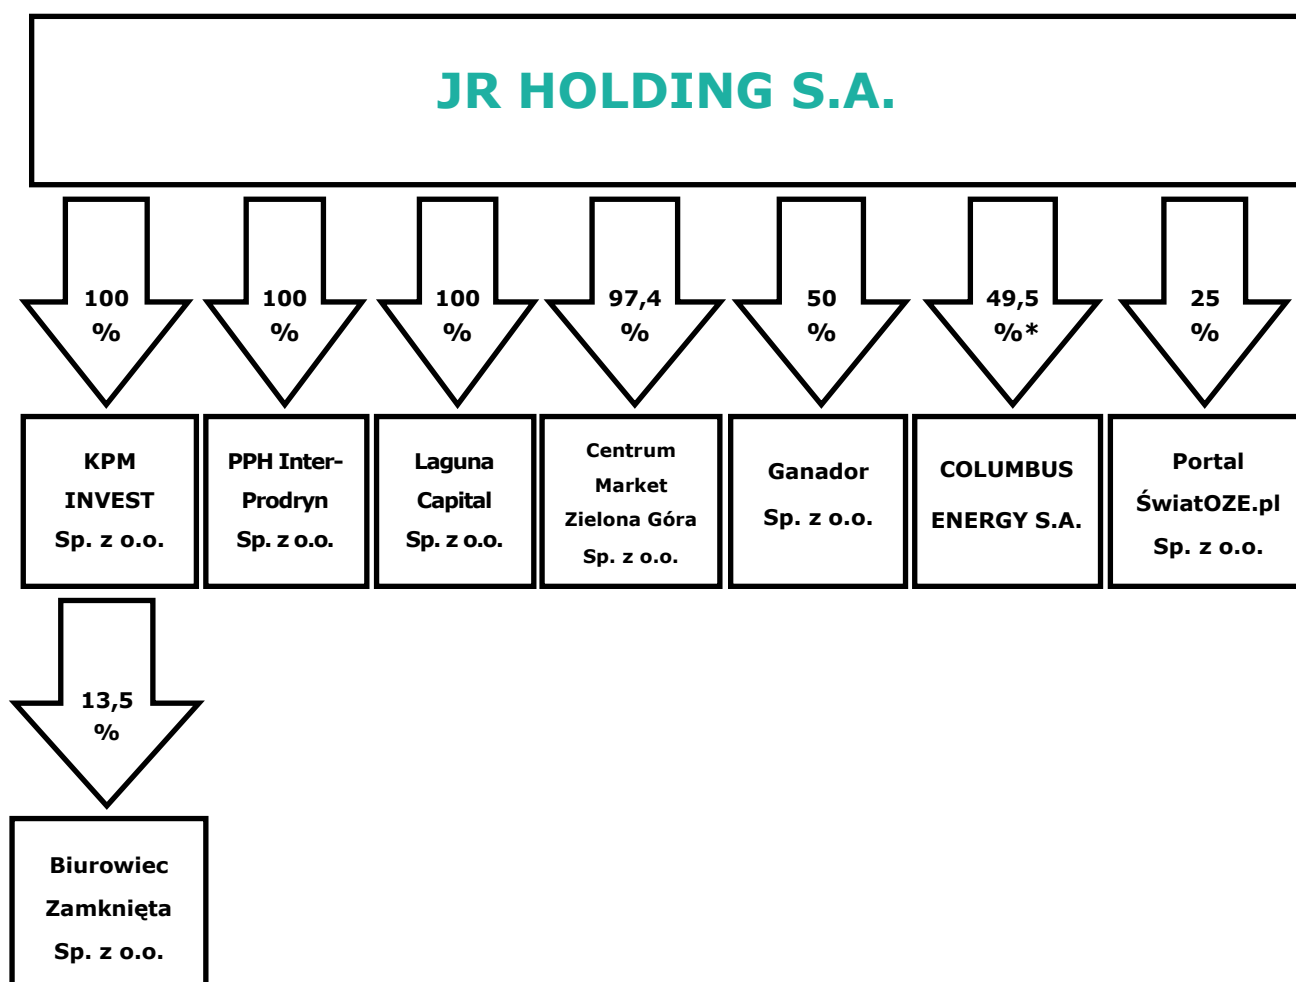 JR HOLDING S.A.
100
%
100
%
100
%
97,4
%
50
%
49,5
%*
25
%
KPM
INVEST
Sp. z o.o.
PPH Inter-
Prodryn
Sp. z o.o.
Laguna
Capital
Sp. z o.o.
Centrum
Market
Zielona Góra
Sp. z o.o.
Ganador
Sp. z o.o.
COLUMBUS
ENERGY S.A.
Portal
ŚwiatOZE.pl
Sp. z o.o.
13,5
%
Biurowiec
Zamknięta
Sp. z o.o.